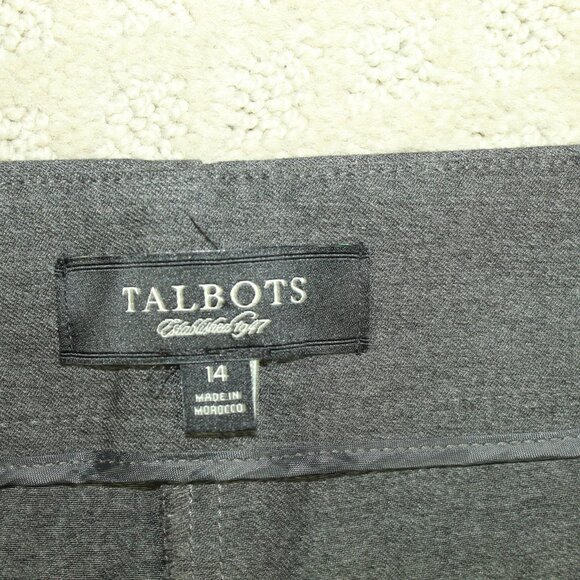 TALBOTS
Established 1947
14
MADE IN
MOROCCO